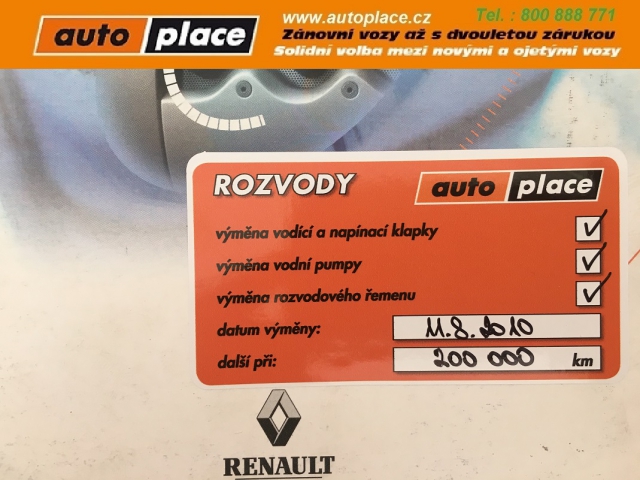 auto place
www.autoplace.cz
Tel. : 800 888 771
Zánovní vozy až s dvouletou zárukou
Solidní volba mezi novými a ojetými vozy
ROZVODY
auto place
výměna vodící a napínací klapky
výměna vodní pumpy
výměna rozvodového řemenu
datum výměny: 11.8.2010
další při: 200 000 km
RENAULT